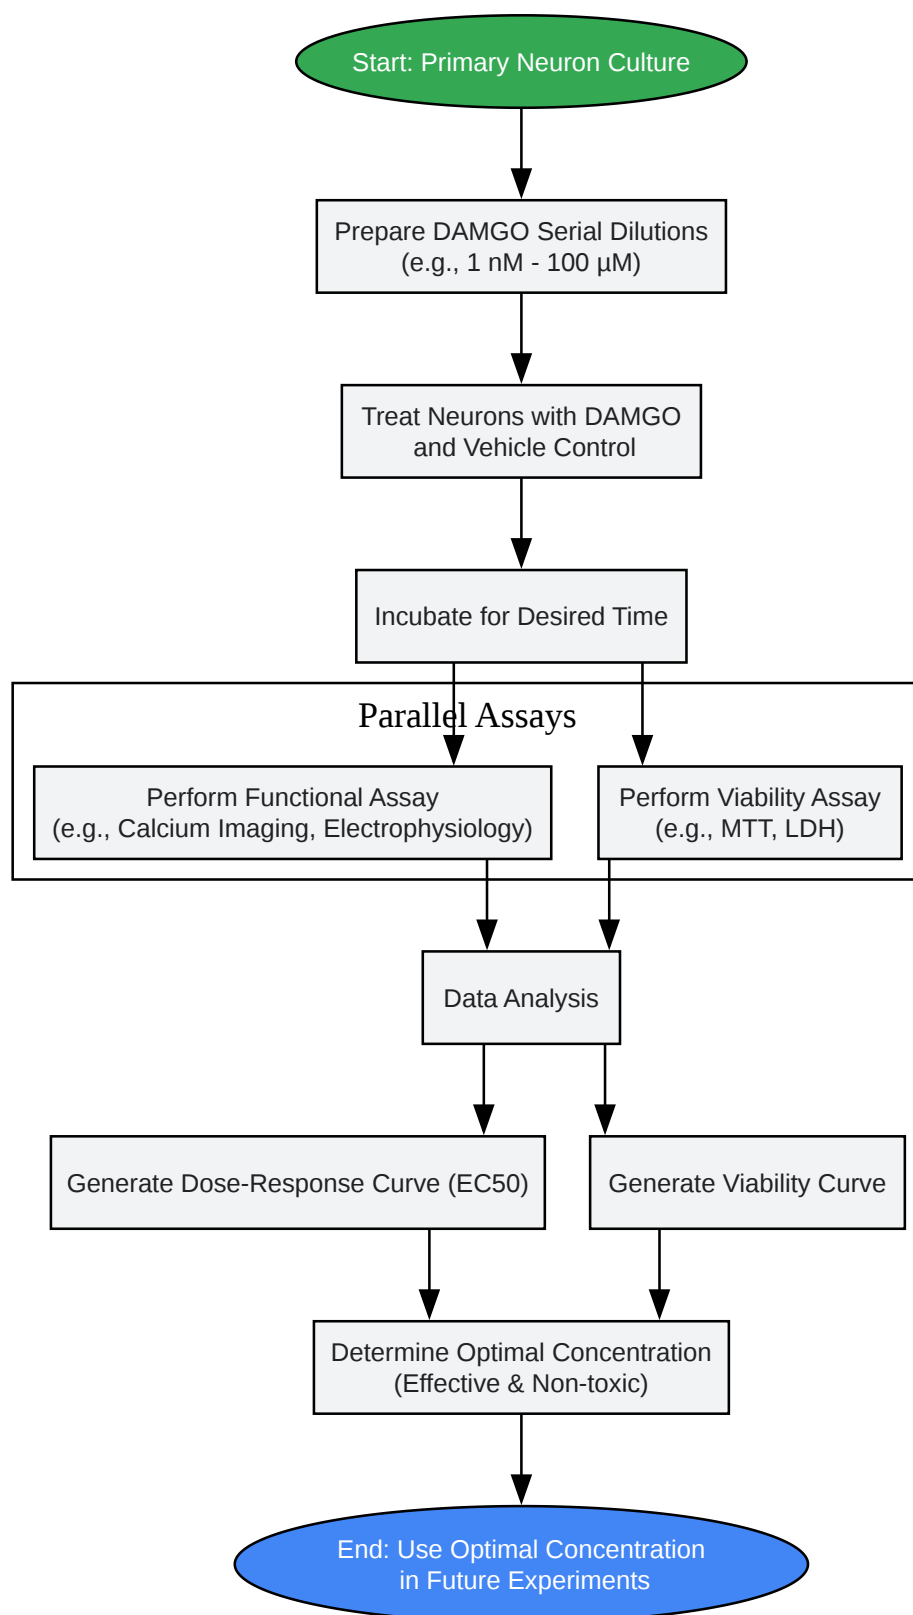 Start: Primary Neuron Culture
Prepare DAMGO Serial Dilutions
(e.g., 1 nM - 100 µM)
Treat Neurons with DAMGO
and Vehicle Control
Incubate for Desired Time
Parallel Assays
Perform Functional Assay
(e.g., Calcium Imaging, Electrophysiology)
Perform Viability Assay
(e.g., MTT, LDH)
Data Analysis
Generate Dose-Response Curve (EC50)
Generate Viability Curve
Determine Optimal Concentration
(Effective & Non-toxic)
End: Use Optimal Concentration
in Future Experiments